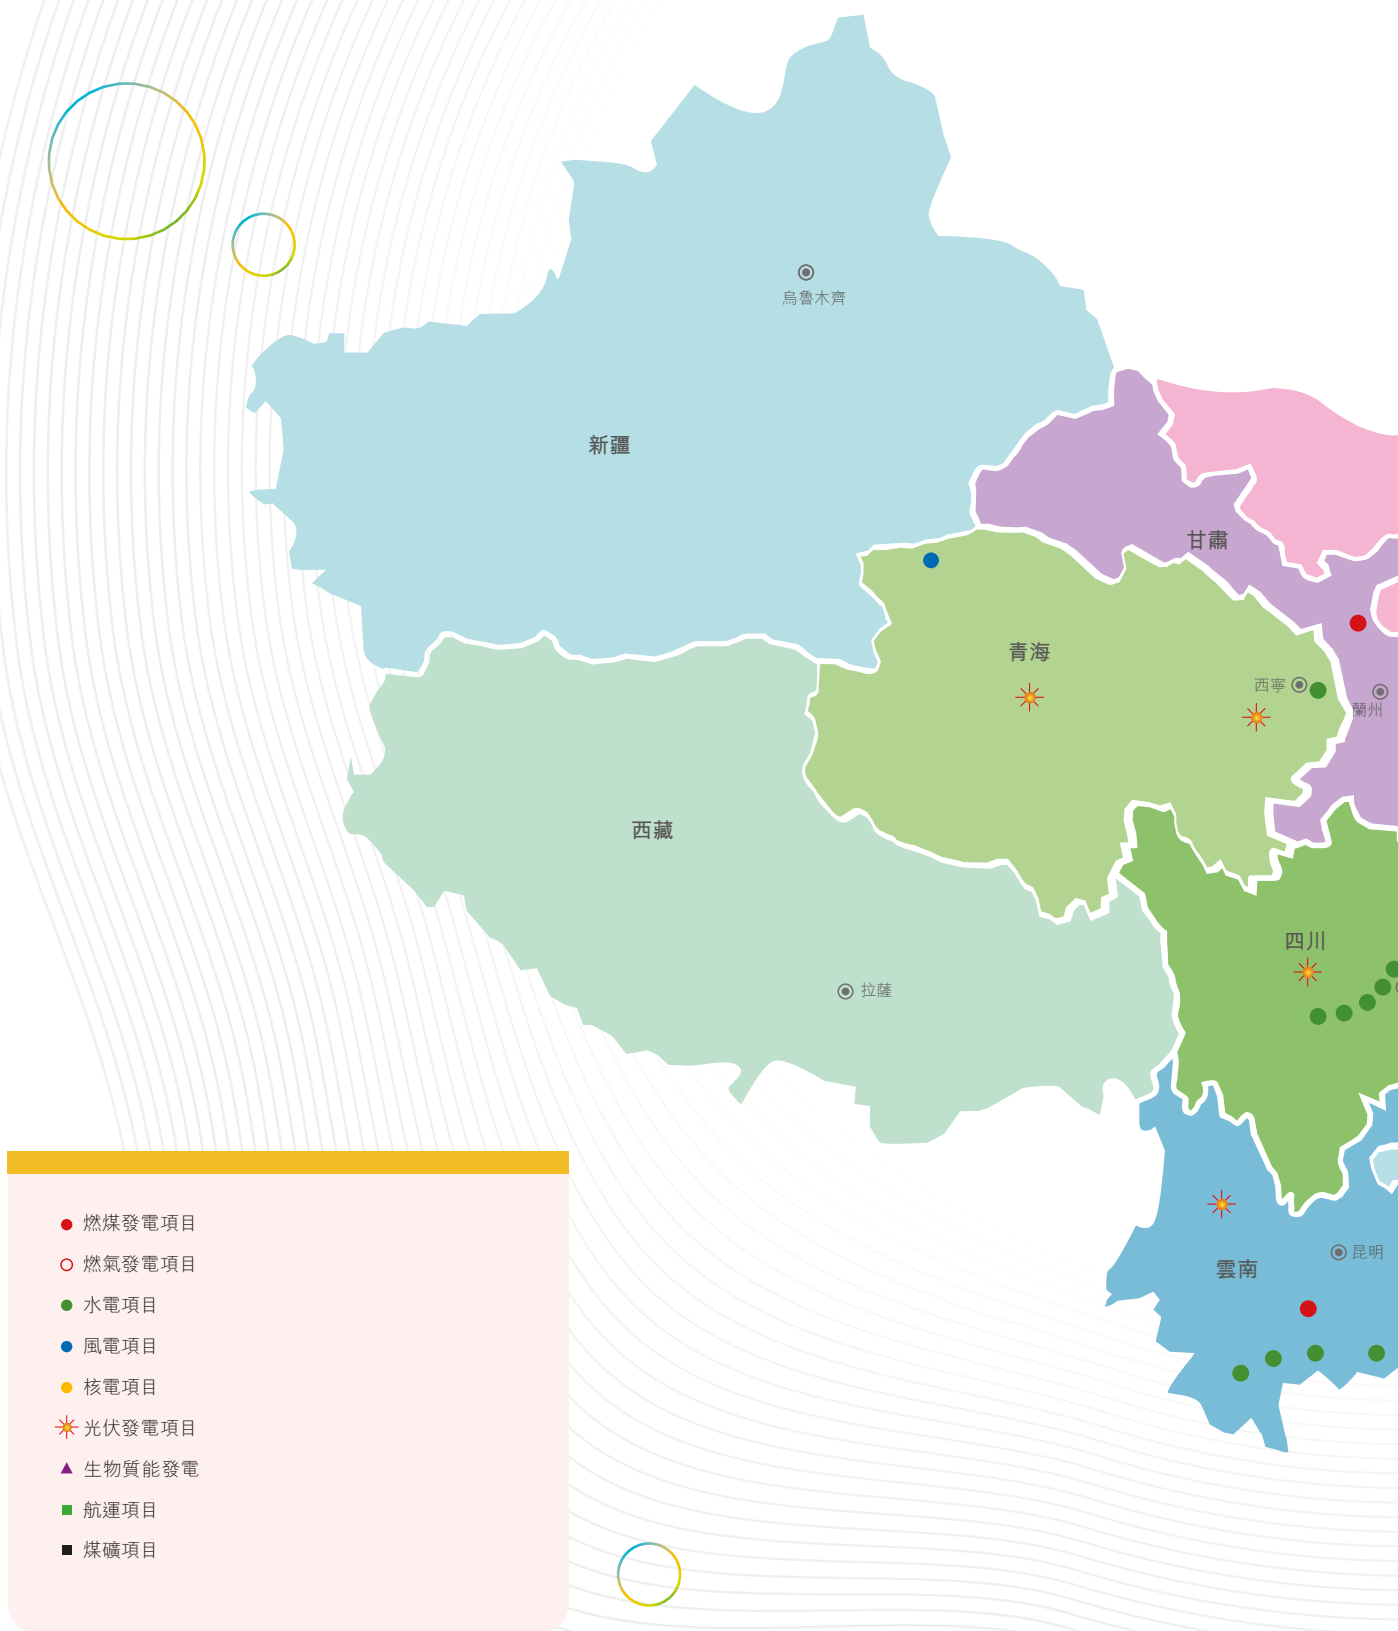 烏魯木齊
新疆
甘肅
青海
西寧
蘭州
西藏
四川
拉薩
昆明
雲南
燃煤發電項目
燃氣發電項目
水電項目
風電項目
核電項目
光伏發電項目
生物質能發電
航運項目
煤礦項目